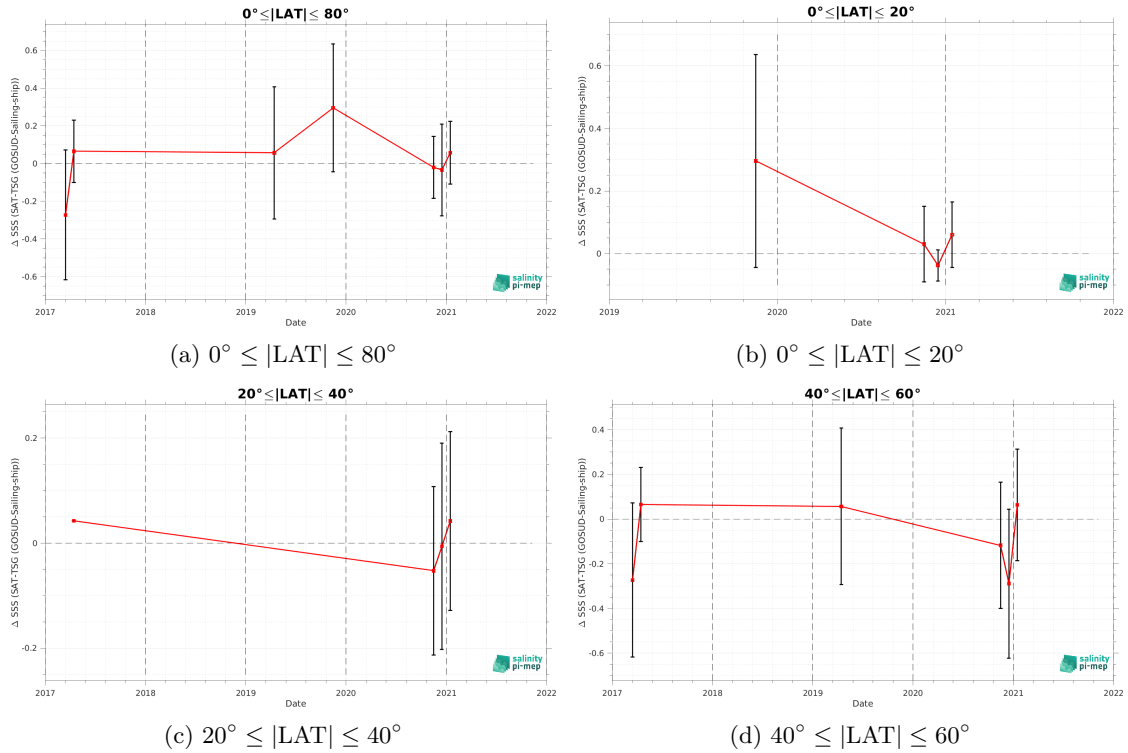 0°≤|LAT|≤ 80°
Δ SSS (SAT-TSG (GOSUD-Sailing-ship))
0.6
0.4
0.2
0
-0.2
-0.4
-0.6
2017 2018 2019 2020 2021 2022
Date
salinity
pi-mep
(a) 0° ≤ |LAT| ≤ 80°
0°≤|LAT|≤ 20°
Δ SSS (SAT-TSG (GOSUD-Sailing-ship))
0.6
0.4
0.2
0
2019 2020 2021 2022
Date
salinity
pi-mep
(b) 0° ≤ |LAT| ≤ 20°
20°≤|LAT|≤ 40°
Δ SSS (SAT-TSG (GOSUD-Sailing-ship))
0.2
0
-0.2
2017 2018 2019 2020 2021 2022
Date
salinity
pi-mep
(c) 20° ≤ |LAT| ≤ 40°
40°≤|LAT|≤ 60°
Δ SSS (SAT-TSG (GOSUD-Sailing-ship))
0.4
0.2
0
-0.2
-0.4
-0.6
2017 2018 2019 2020 2021 2022
Date
salinity
pi-mep
(d) 40° ≤ |LAT| ≤ 60°